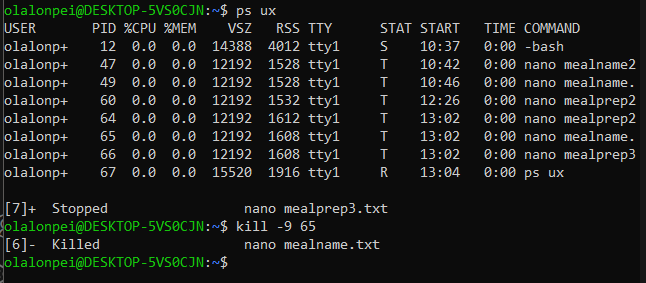 olalonpei@DESKTOP-5VS0CJN:~$ ps ux
USER       PID %CPU %MEM    VSZ   RSS TTY      STAT START   TIME COMMAND
olalonp+    12  0.0  0.0  14388  4012 tty1     S    10:37   0:00 -bash
olalonp+    47  0.0  0.0  12192  1528 tty1     T    10:42   0:00 nano mealname2
olalonp+    49  0.0  0.0  12192  1528 tty1     T    10:46   0:00 nano mealname.
olalonp+    60  0.0  0.0  12192  1532 tty1     T    12:26   0:00 nano mealprep2
olalonp+    64  0.0  0.0  12192  1612 tty1     T    13:02   0:00 nano mealprep2
olalonp+    65  0.0  0.0  12192  1608 tty1     T    13:02   0:00 nano mealname.
olalonp+    66  0.0  0.0  12192  1608 tty1     T    13:02   0:00 nano mealprep3
olalonp+    67  0.0  0.0  15520  1916 tty1     R    13:04   0:00 ps ux
[7]+  Stopped                 nano mealprep3.txt
olalonpei@DESKTOP-5VS0CJN:~$ kill -9 65
[6]-  Killed                  nano mealname.txt
olalonpei@DESKTOP-5VS0CJN:~$